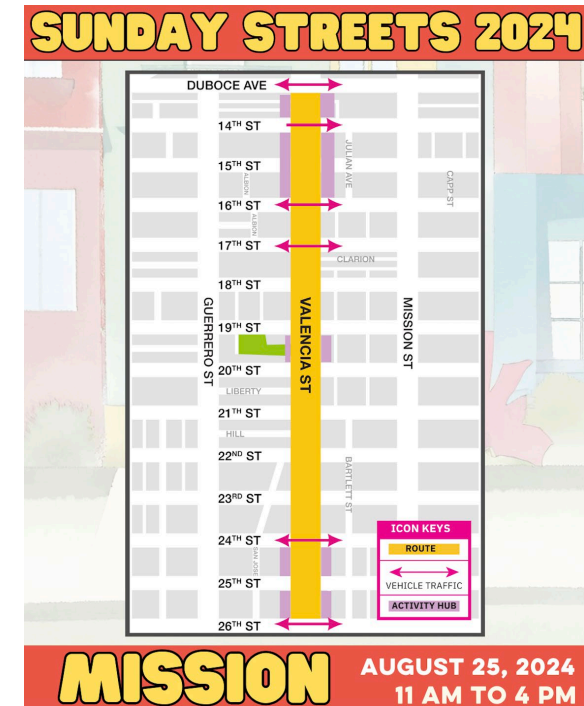 SUNDAY STREETS 2024
DUBOCE AVE
14TH ST
JULIAN AVE
15TH ST
ALBION
CAPP ST
16TH ST
ALBION
17TH ST
CLARION
18TH ST
GUERRERO ST
VALENCIA ST
MISSION ST
19TH ST
20TH ST
LIBERTY
21TH ST
HILL
22ND ST
BARTLETT ST
23RD ST
24TH ST
SAN JOSE
25TH ST
26TH ST
ICON KEYS
ROUTE
VEHICLE TRAFFIC
ACTIVITY HUB
MISSION
AUGUST 25, 2024
11 AM TO 4 PM